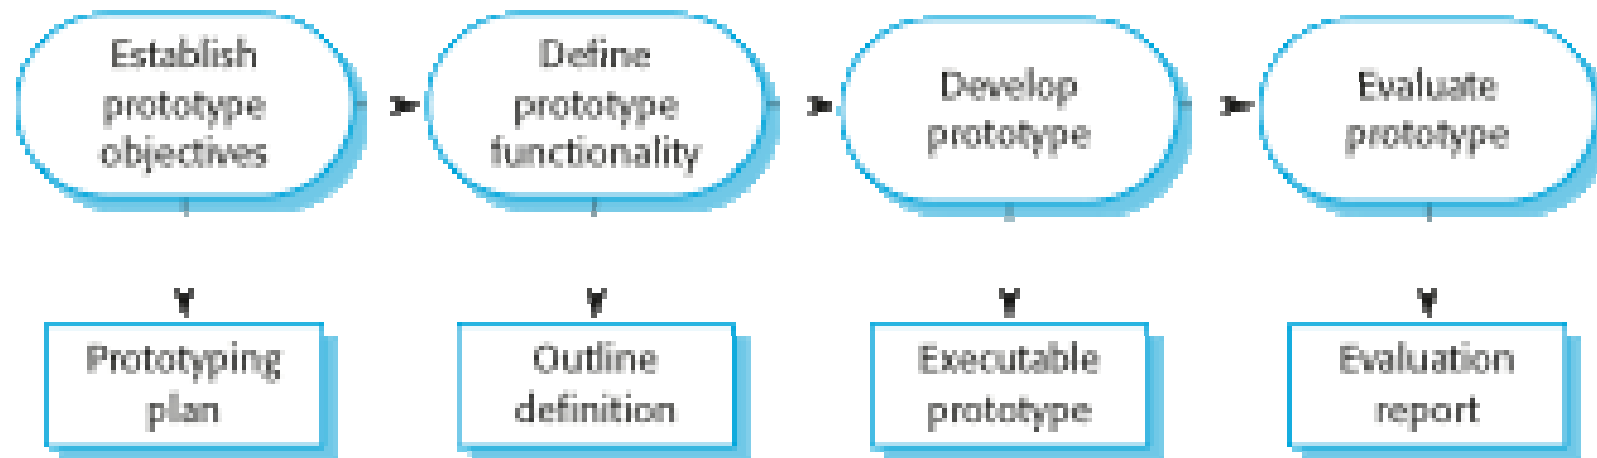 Establish
prototype
objectives
Define
prototype
functionality
Develop
prototype
Evaluate
prototype
Prototyping
plan
Outline
definition
Executable
prototype
Evaluation
report